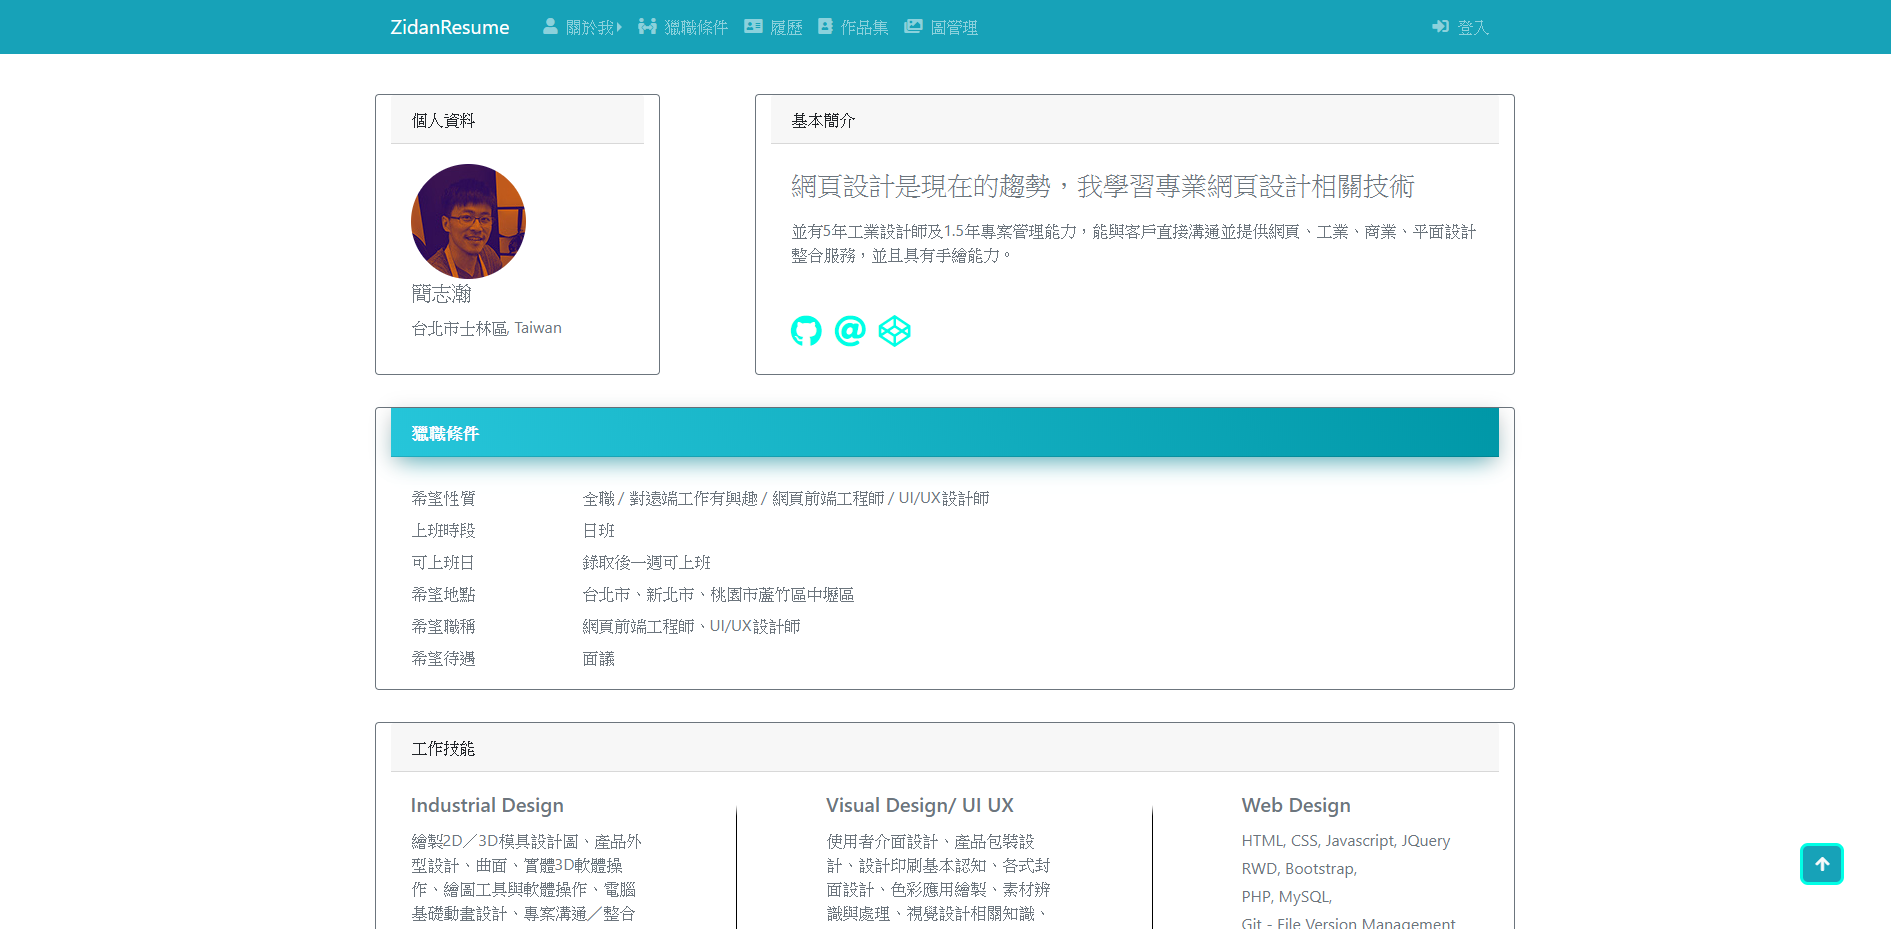 ZidanResume 關於我 獵職條件 履歷 作品集 圖管理 登入
個人資料
簡志瀚
台北市士林區, Taiwan
基本簡介
網頁設計是現在的趨勢，我學習專業網頁設計相關技術
並有5年工業設計師及1.5年專案管理能力，能與客戶直接溝通並提供網頁、工業、商業、平面設計
整合服務，並且具有手繪能力。
獵職條件
希望性質 全職 / 對遠端工作有興趣 / 網頁前端工程師 / UI/UX設計師
上班時段 日班
可上班日 錄取後一週可上班
希望地點 台北市、新北市、桃園市蘆竹區中壢區
希望職稱 網頁前端工程師、UI/UX設計師
希望待遇 面議
工作技能
Industrial Design
繪製2D／3D模具設計圖、產品外
型設計、曲面、實體3D軟體操
作、繪圖工具與軟體操作、電腦
基礎動畫設計、專案溝通／整合
Visual Design/ UI UX
使用者介面設計、產品包裝設
計、設計印刷基本認知、各式封
面設計、色彩應用繪製、素材辨
識與處理、視覺設計相關知識、
Web Design
HTML, CSS, Javascript, JQuery
RWD, Bootstrap,
PHP, MySQL,
Git - File Version Management